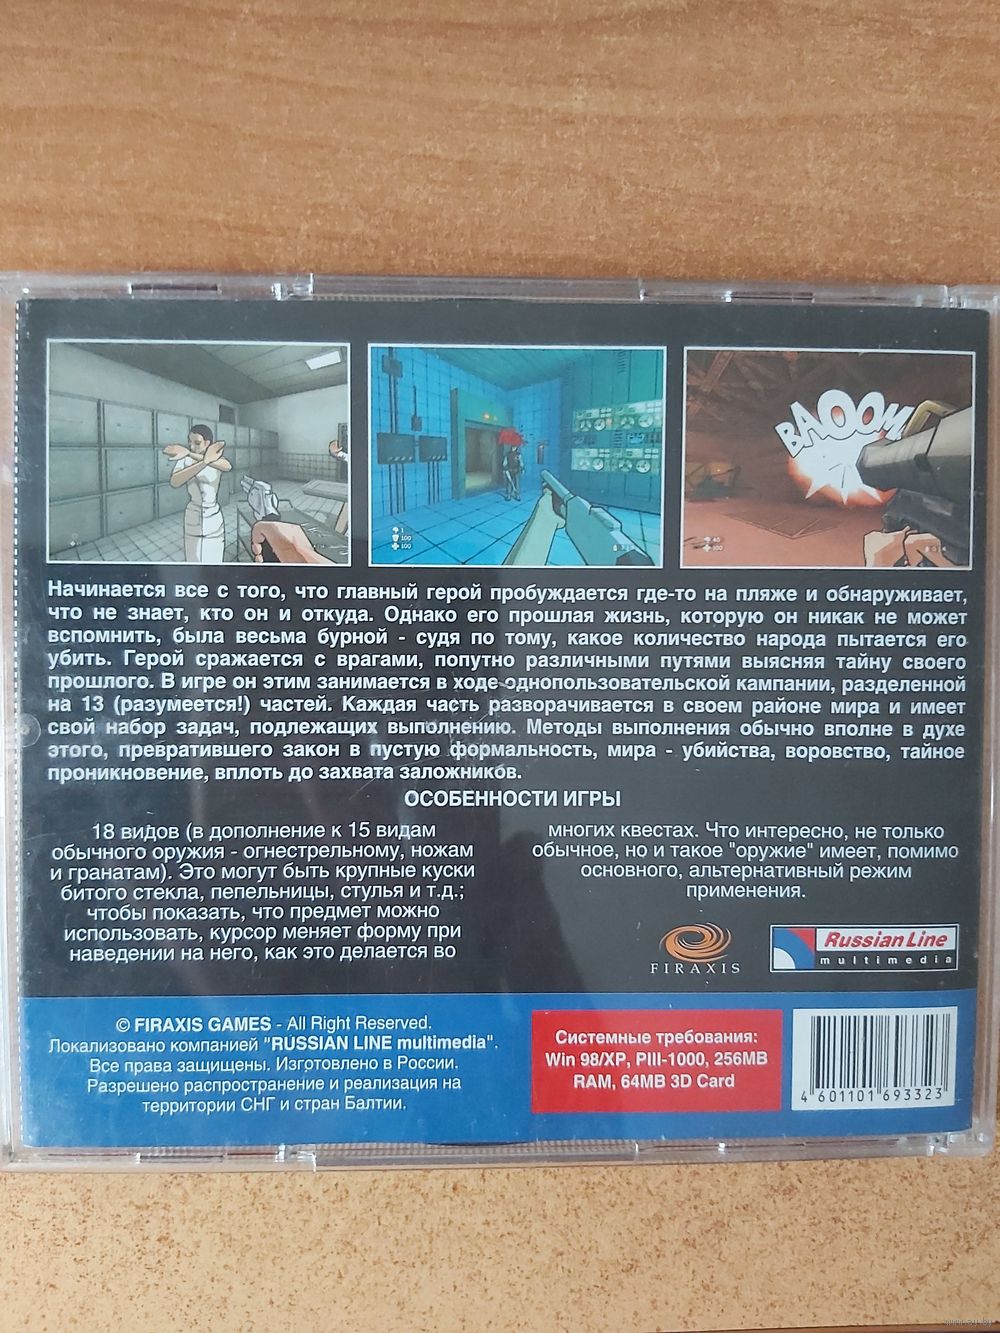 BAOOM
1
100
100
40
100
Начинается все с того, что главный герой пробуждается где-то на пляже и обнаруживает,
что не знает, кто он и откуда. Однако его прошлая жизнь, которую он никак не может
вспомнить, была весьма бурной - судя по тому, какое количество народа пытается его
убить. Герой сражается с врагами, попутно различными путями выясняя тайну своего
прошлого. В игре он этим занимается в ходе однопользовательской кампании, разделенной
на 13 (разумеется!) частей. Каждая часть разворачивается в своем районе мира и имеет
свой набор задач, подлежащих выполнению. Методы выполнения обычно вполне в духе
этого, превратившего закон в пустую формальность, мира - убийства, воровство, тайное
проникновение, вплоть до захвата заложников.
ОСОБЕННОСТИ ИГРЫ
18 видов (в дополнение к 15 видам
обычного оружия - огнестрельному, ножам
и гранатам). Это могут быть крупные куски
битого стекла, пепельницы, стулья и т.д.;
чтобы показать, что предмет можно
использовать, курсор меняет форму при
наведении на него, как это делается во
многих квестах. Что интересно, не только
обычное, но и такое "оружие" имеет, помимо
основного, альтернативный режим
применения.
FIRAXIS
Russian Line
multimedia
© FIRAXIS GAMES - All Right Reserved.
Локализовано компанией "RUSSIAN LINE multimedia".
Все права защищены. Изготовлено в России.
Разрешено распространение и реализация на
территории СНГ и стран Балтии.
Системные требования:
Win 98/XP, PIII-1000, 256MB
RAM, 64MB 3D Card
4 601101 693323